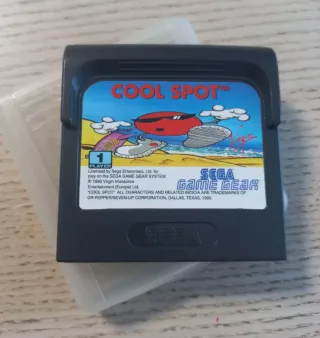 COOL SPOT™
Virgin
1
PLAYER
Licensed by Sega Enterprises, Ltd. for
play on the SEGA GAME GEAR SYSTEM.
© 1993 Virgin Interactive
Entertainment (Europe) Ltd.
"COOL SPOT" ALL CHARACTERS AND RELATED INDICIA ARE TRADEMARKS OF
DR PEPPER/SEVEN-UP CORPORATION, DALLAS, TEXAS, 1993.
SEGA
GAME GEAR